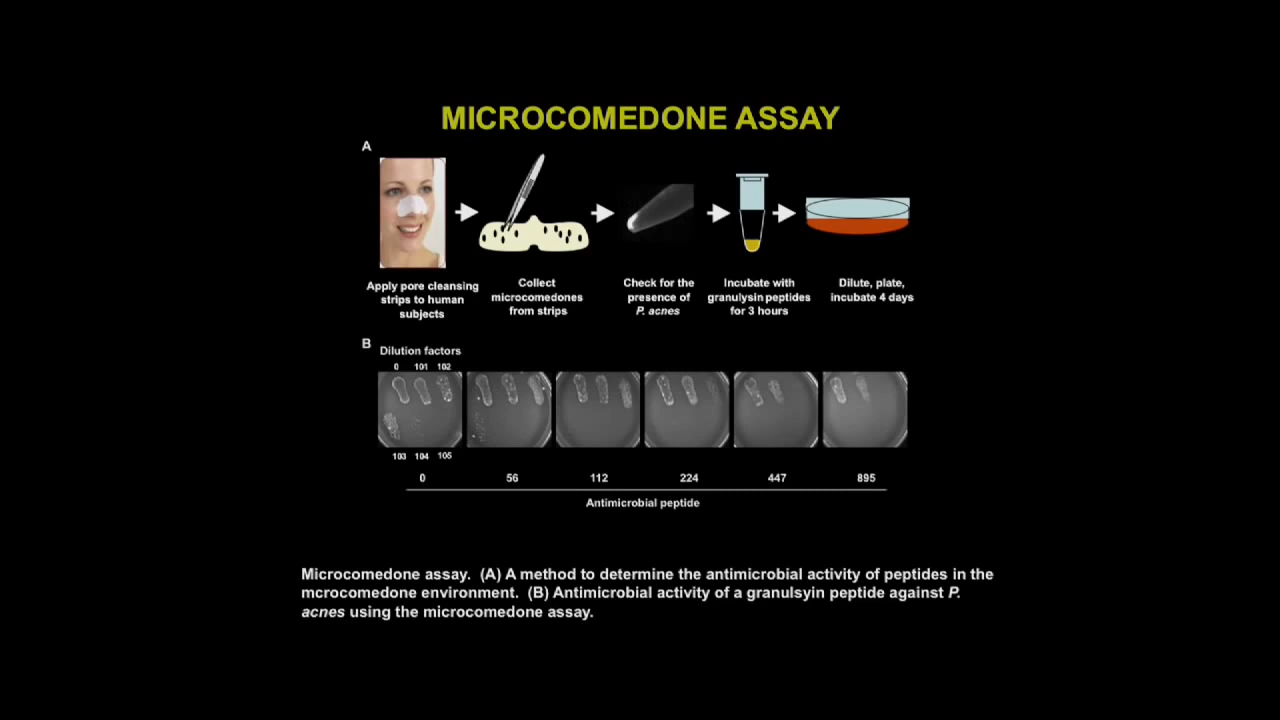 MICROCOMEDONE ASSAY
A
Apply pore cleansing
strips to human
subjects
Collect
microcomedones
from strips
Check for the
presence of
P. acnes
Incubate with
granulysin peptides
for 3 hours
Dilute, plate,
incubate 4 days
B
Dilution factors
0 101 102
103 104 105
0 56 112 224 447 895
Antimicrobial peptide
Microcomedone assay. (A) A method to determine the antimicrobial activity of peptides in the
mcrocomedone environment. (B) Antimicrobial activity of a granulsyin peptide against P.
acnes using the microcomedone assay.